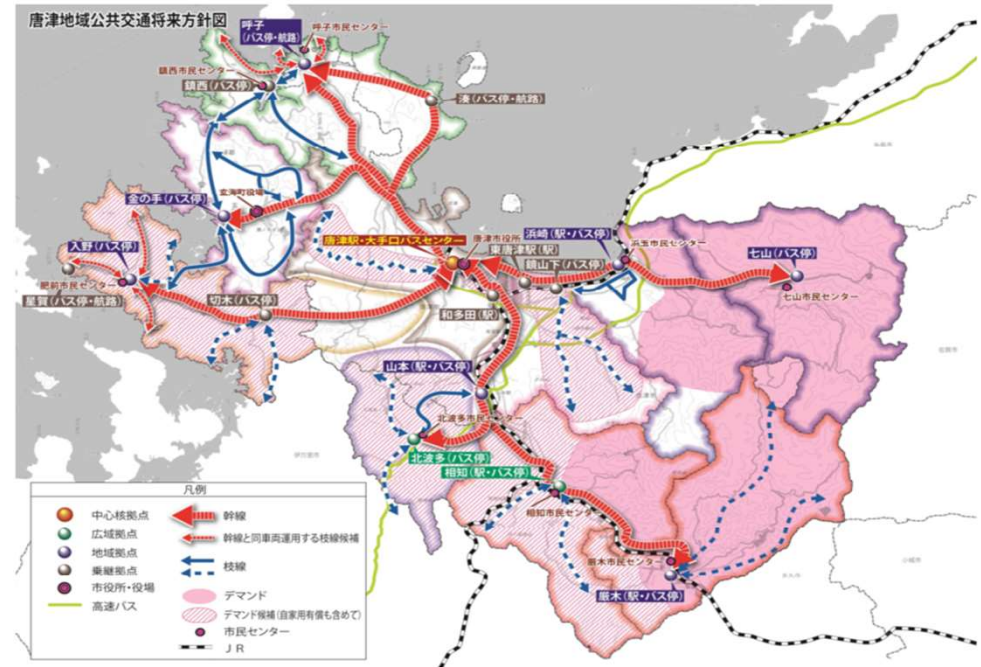 唐津地域公共交通将来方針図
呼子
(バス停・航路)
呼子市民センター
鎮西市民センター
鎮西(バス停)
湊(バス停・航路)
金の手(バス停)
玄海町役場
入野(バス停)
肥前市民センター
星賀(バス停・航路)
切木(バス停)
唐津駅・大手口バスセンター
唐津市役所
東唐津駅(駅)
鏡山下(バス停)
浜崎(駅・バス停)
浜玉市民センター
七山(バス停)
七山市民センター
和多田(駅)
山本(駅・バス停)
北波多市民センター
北波多(バス停)
相知(駅・バス停)
相知市民センター
厳木市民センター
厳木(駅・バス停)
凡例
中心核拠点
広域拠点
地域拠点
乗継拠点
市役所・役場
高速バス
幹線
幹線と同車両運用する枝線候補
枝線
デマンド
デマンド候補(自家用有償も含めて)
市民センター
JR